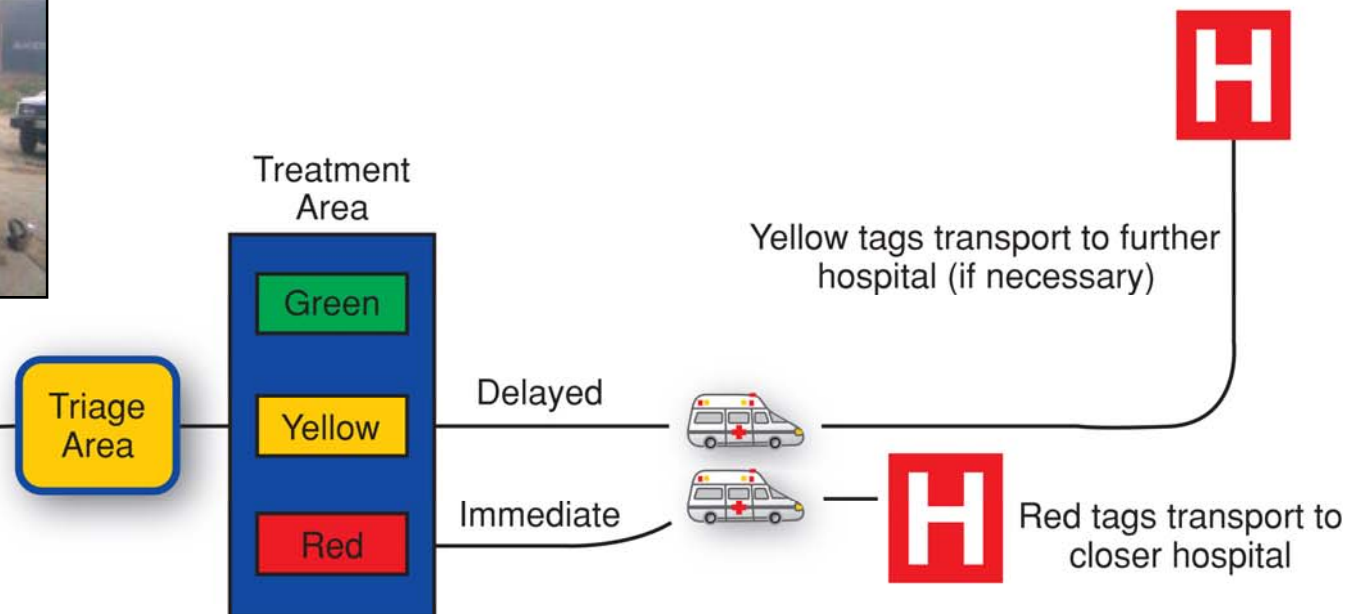 H
Treatment
Area
Yellow tags transport to further
hospital (if necessary)
Green
Delayed
Triage
Area
Yellow
Immediate
Red
H
Red tags transport to
closer hospital